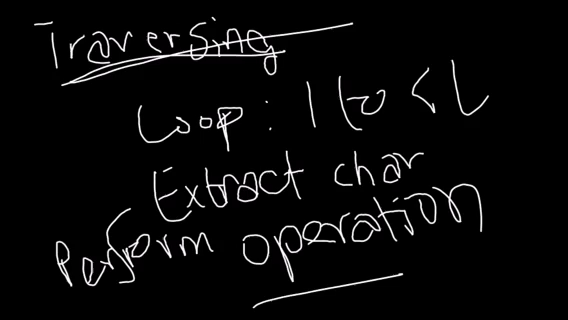 Traversing
Loop : 1 to < L
Extract char
Perform operation